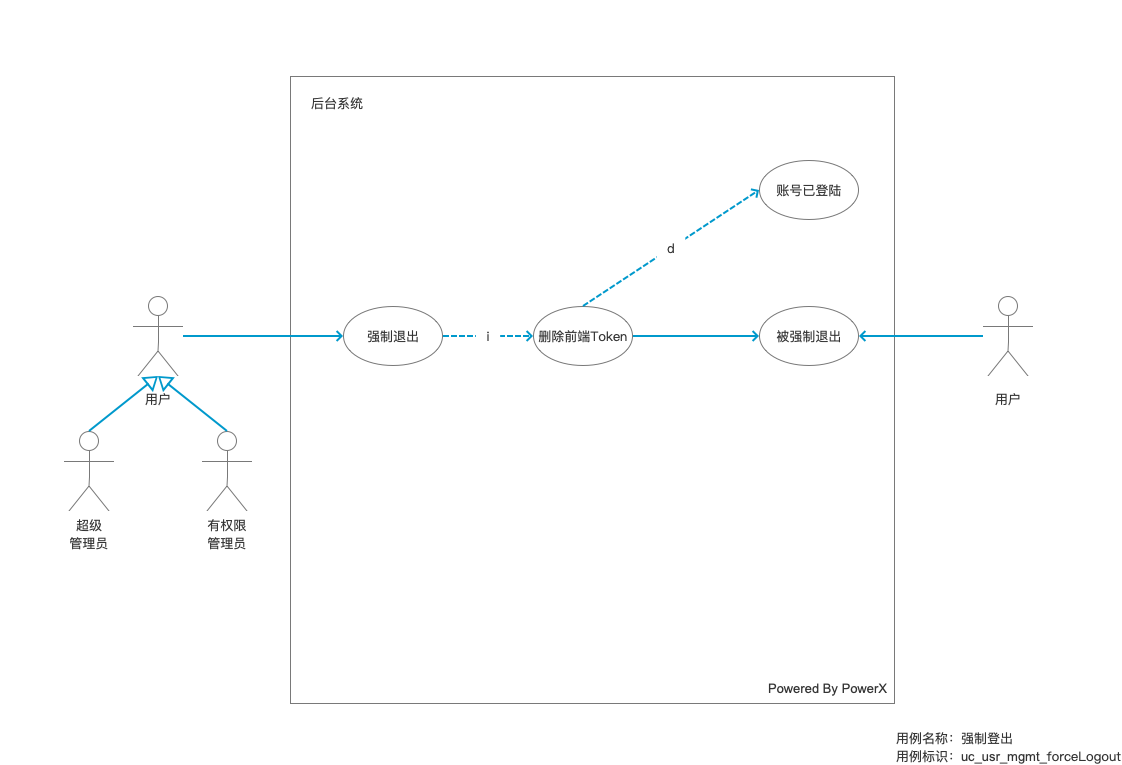 后台系统
账号已登陆
d
强制退出
i
删除前端Token
被强制退出
用户
用户
超级
管理员
有权限
管理员
Powered By PowerX
用例名称：强制登出
用例标识：uc_usr_mgmt_forceLogout